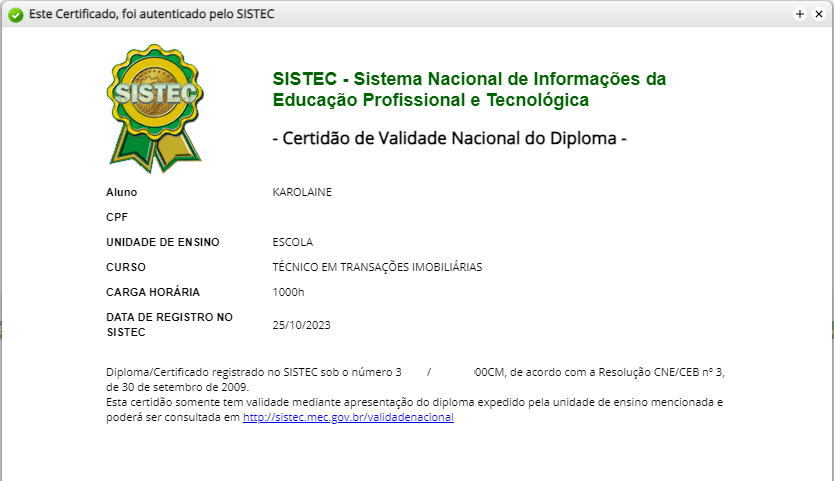 Este Certificado, foi autenticado pelo SISTEC
SISTEC
SISTEC - Sistema Nacional de Informações da
Educação Profissional e Tecnológica
- Certidão de Validade Nacional do Diploma -
Aluno KAROLAINE
CPF
UNIDADE DE ENSINO ESCOLA
CURSO TÉCNICO EM TRANSAÇÕES IMOBILIÁRIAS
CARGA HORÁRIA 1000h
DATA DE REGISTRO NO
SISTEC 25/10/2023
Diploma/Certificado registrado no SISTEC sob o número 3 / 00CM, de acordo com a Resolução CNE/CEB nº 3,
de 30 de setembro de 2009.
Esta certidão somente tem validade mediante apresentação do diploma expedido pela unidade de ensino mencionada e
poderá ser consultada em http://sistec.mec.gov.br/validadenacional